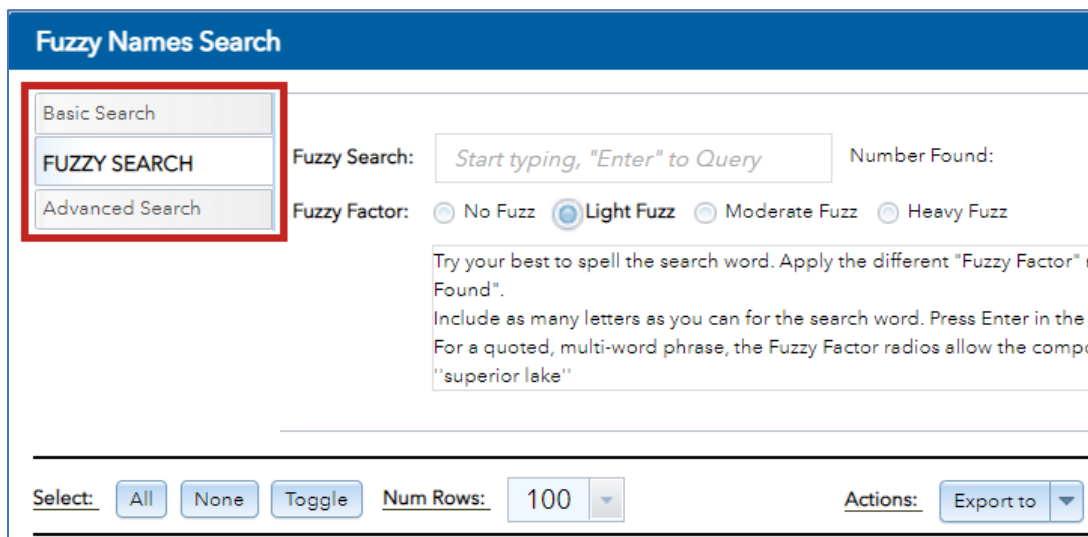 Fuzzy Names Search
Basic Search
FUZZY SEARCH
Advanced Search
Fuzzy Search: Start typing, "Enter" to Query Number Found:
Fuzzy Factor: No Fuzz Light Fuzz Moderate Fuzz Heavy Fuzz
Try your best to spell the search word. Apply the different "Fuzzy Factor"
Found".
Include as many letters as you can for the search word. Press Enter in the
For a quoted, multi-word phrase, the Fuzzy Factor radios allow the
''superior lake''
Select: All None Toggle Num Rows: 100 Actions: Export to